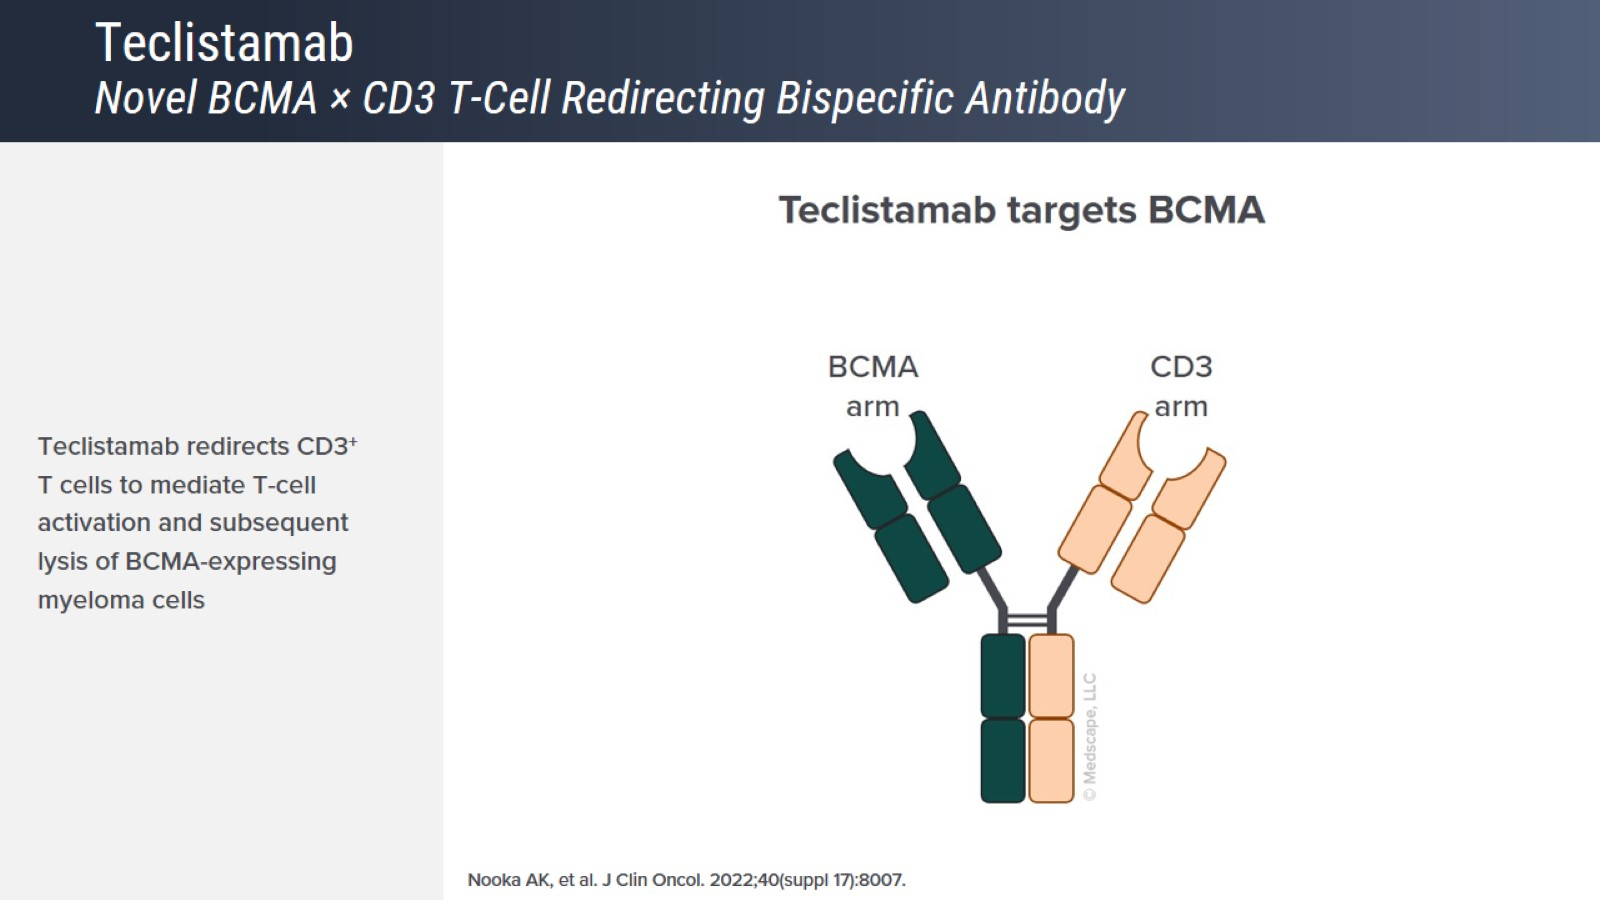 Teclistamab
Novel BCMA × CD3 T-Cell Redirecting Bispecific Antibody
Teclistamab redirects CD3⁺
T cells to mediate T-cell
activation and subsequent
lysis of BCMA-expressing
myeloma cells
Teclistamab targets BCMA
BCMA
arm
CD3
arm
© Medscape, LLC
Nooka AK, et al. J Clin Oncol. 2022;40(suppl 17):8007.